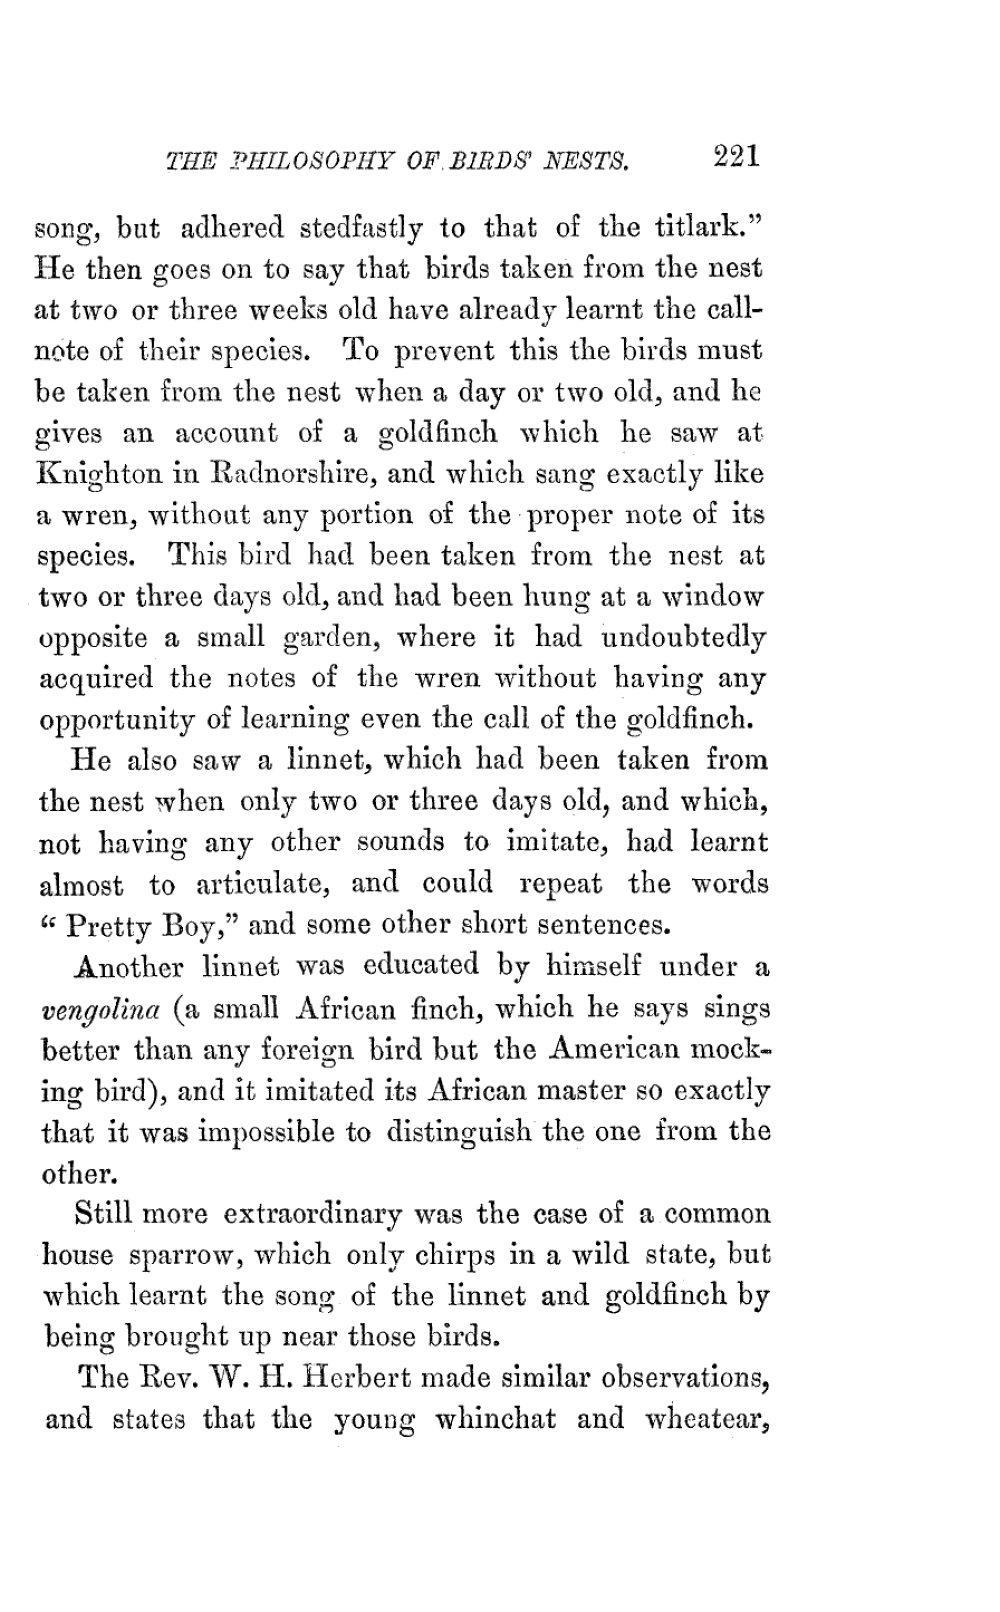 THE PHILOSOPHY OF BIRDS' NESTS. 221
song, but adhered stedfastly to that of the titlark.”
He then goes on to say that birds taken from the nest
at two or three weeks old have already learnt the call-
note of their species. To prevent this the birds must
be taken from the nest when a day or two old, and he
gives an account of a goldfinch which he saw at
Knighton in Radnorshire, and which sang exactly like
a wren, without any portion of the proper note of its
species. This bird had been taken from the nest at
two or three days old, and had been hung at a window
opposite a small garden, where it had undoubtedly
acquired the notes of the wren without having any
opportunity of learning even the call of the goldfinch.
He also saw a linnet, which had been taken from
the nest when only two or three days old, and which,
not having any other sounds to imitate, had learnt
almost to articulate, and could repeat the words
“ Pretty Boy,” and some other short sentences.
Another linnet was educated by himself under a
vengolina (a small African finch, which he says sings
better than any foreign bird but the American mock-
ing bird), and it imitated its African master so exactly
that it was impossible to distinguish the one from the
other.
Still more extraordinary was the case of a common
house sparrow, which only chirps in a wild state, but
which learnt the song of the linnet and goldfinch by
being brought up near those birds.
The Rev. W. H. Herbert made similar observations,
and states that the young whinchat and wheatear,